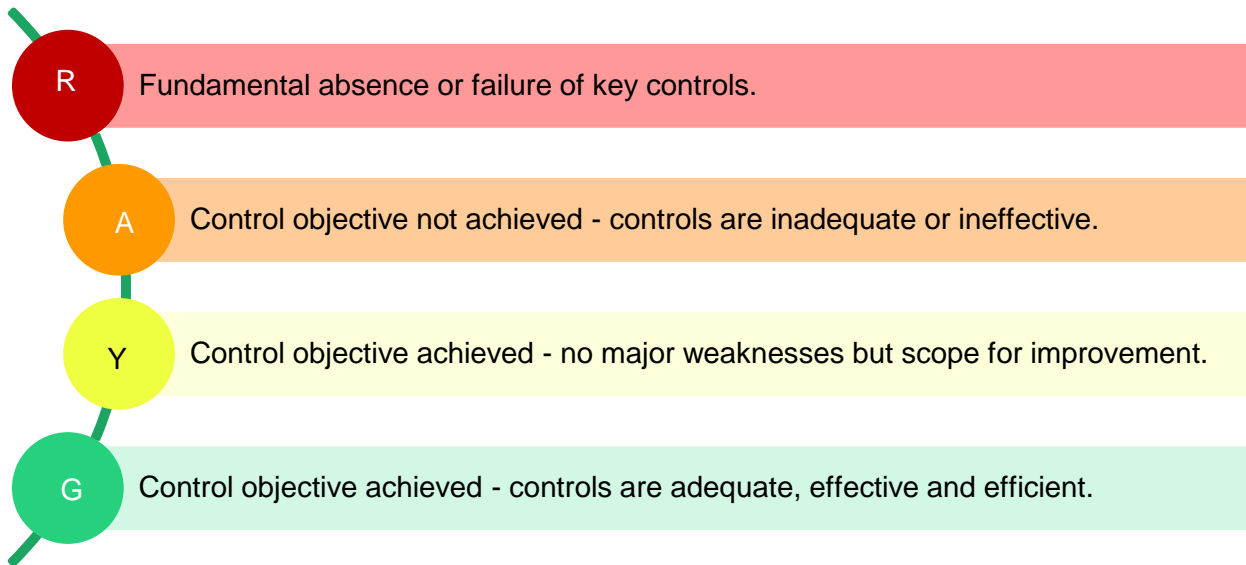 R
Fundamental absence or failure of key controls.
A
Control objective not achieved - controls are inadequate or ineffective.
Y
Control objective achieved - no major weaknesses but scope for improvement.
G
Control objective achieved - controls are adequate, effective and efficient.